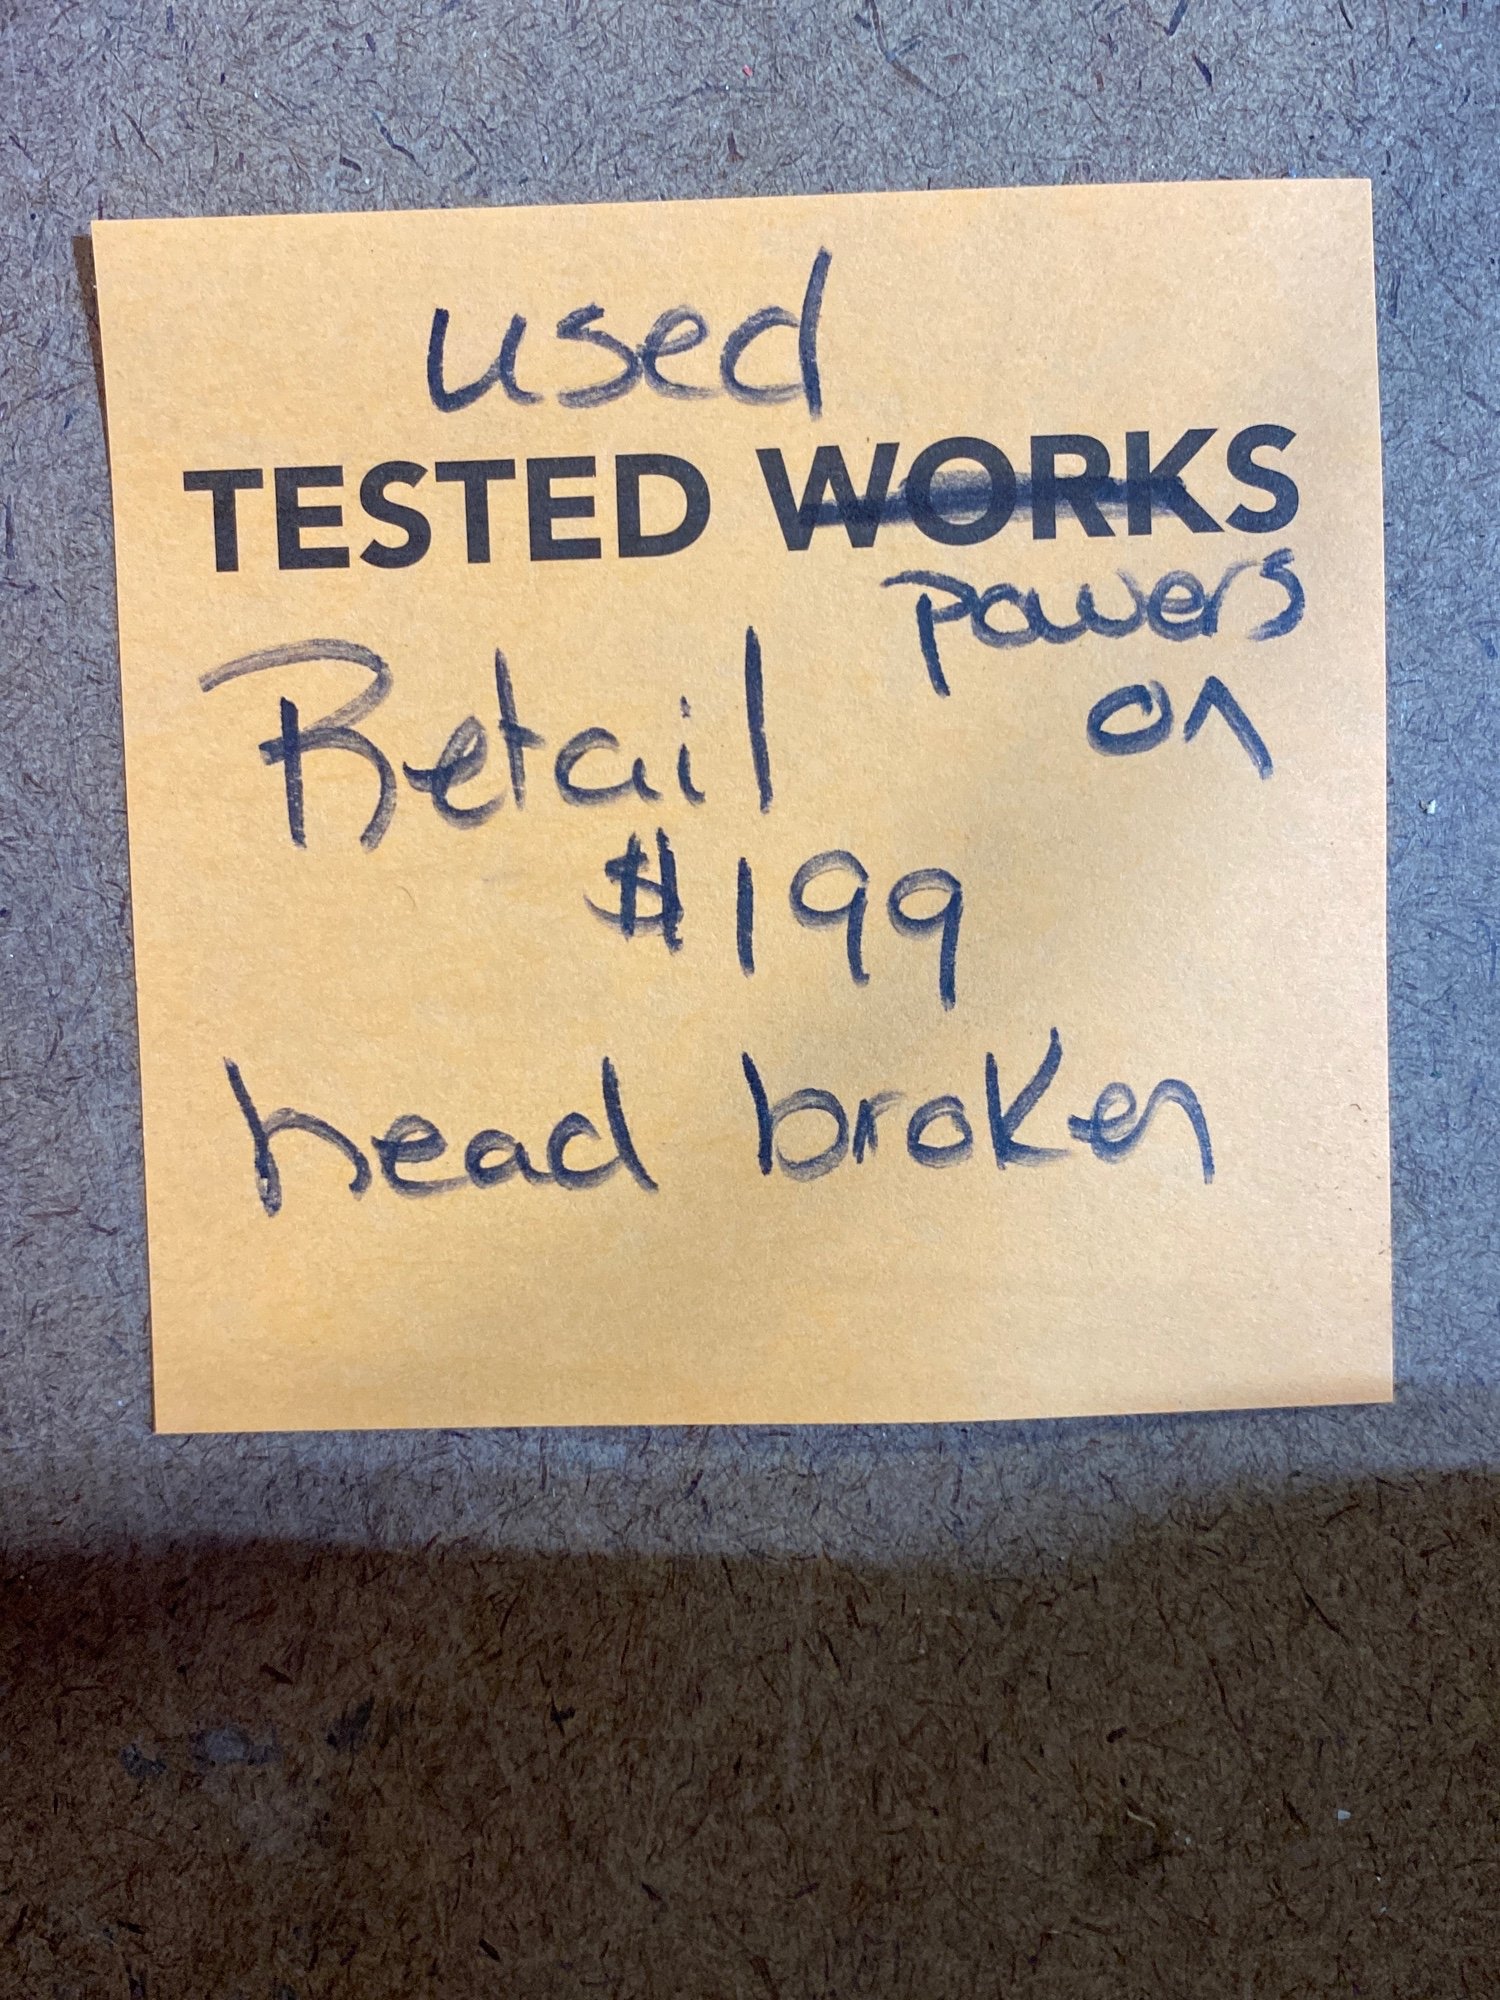 used
TESTED WORKS
powers
on
Retail
$199
head broken